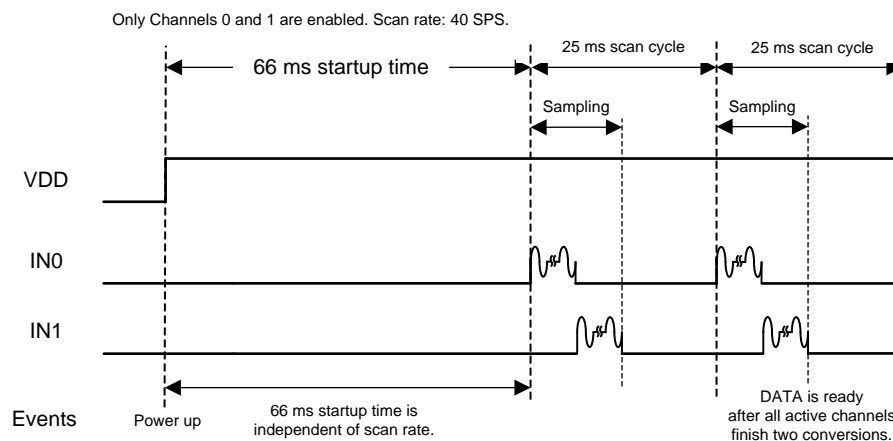 Only Channels 0 and 1 are enabled. Scan rate: 40 SPS.
66 ms startup time
25 ms scan cycle
25 ms scan cycle
Sampling
Sampling
VDD
IN0
IN1
Events
Power up
66 ms startup time is
independent of scan rate.
DATA is ready
after all active channels
finish two conversions.